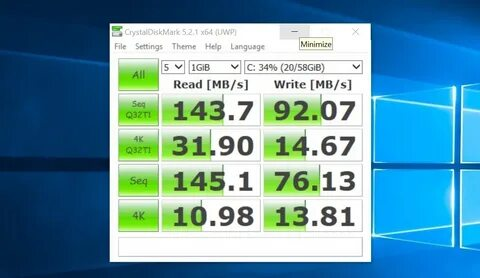 CrystalDiskMark 5.2.1 x64 (UWP)
Minimize
File Settings Theme Help Language
All 5 1GiB C: 34% (20/58GiB)
Read [MB/s] Write [MB/s]
Seq Q32T1 143.7 92.07
4K Q32T1 31.90 14.67
Seq 145.1 76.13
4K 10.98 13.81